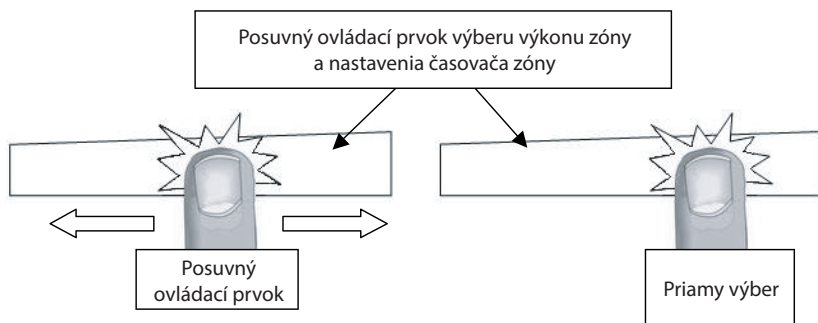 Posuvný ovládací prvok výberu výkonu zóny
a nastavenia časovača zóny
Posuvný
ovládací prvok
Priamy výber